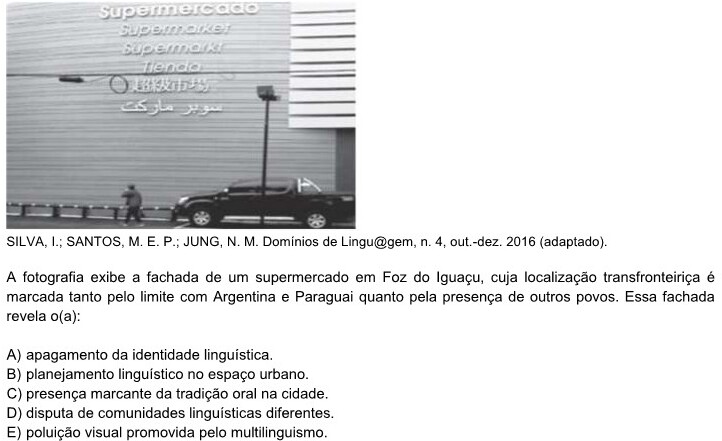 Supermercado
Supermarket
Supermarkt
Tienda
超級市場
سوبر ماركت
SILVA, I.; SANTOS, M. E. P.; JUNG, N. M. Domínios de Lingu@gem, n. 4, out.-dez. 2016 (adaptado).
A fotografia exibe a fachada de um supermercado em Foz do Iguaçu, cuja localização transfronteiriça é
marcada tanto pelo limite com Argentina e Paraguai quanto pela presença de outros povos. Essa fachada
revela o(a):
A) apagamento da identidade linguística.
B) planejamento linguístico no espaço urbano.
C) presença marcante da tradição oral na cidade.
D) disputa de comunidades linguísticas diferentes.
E) poluição visual promovida pelo multilinguismo.